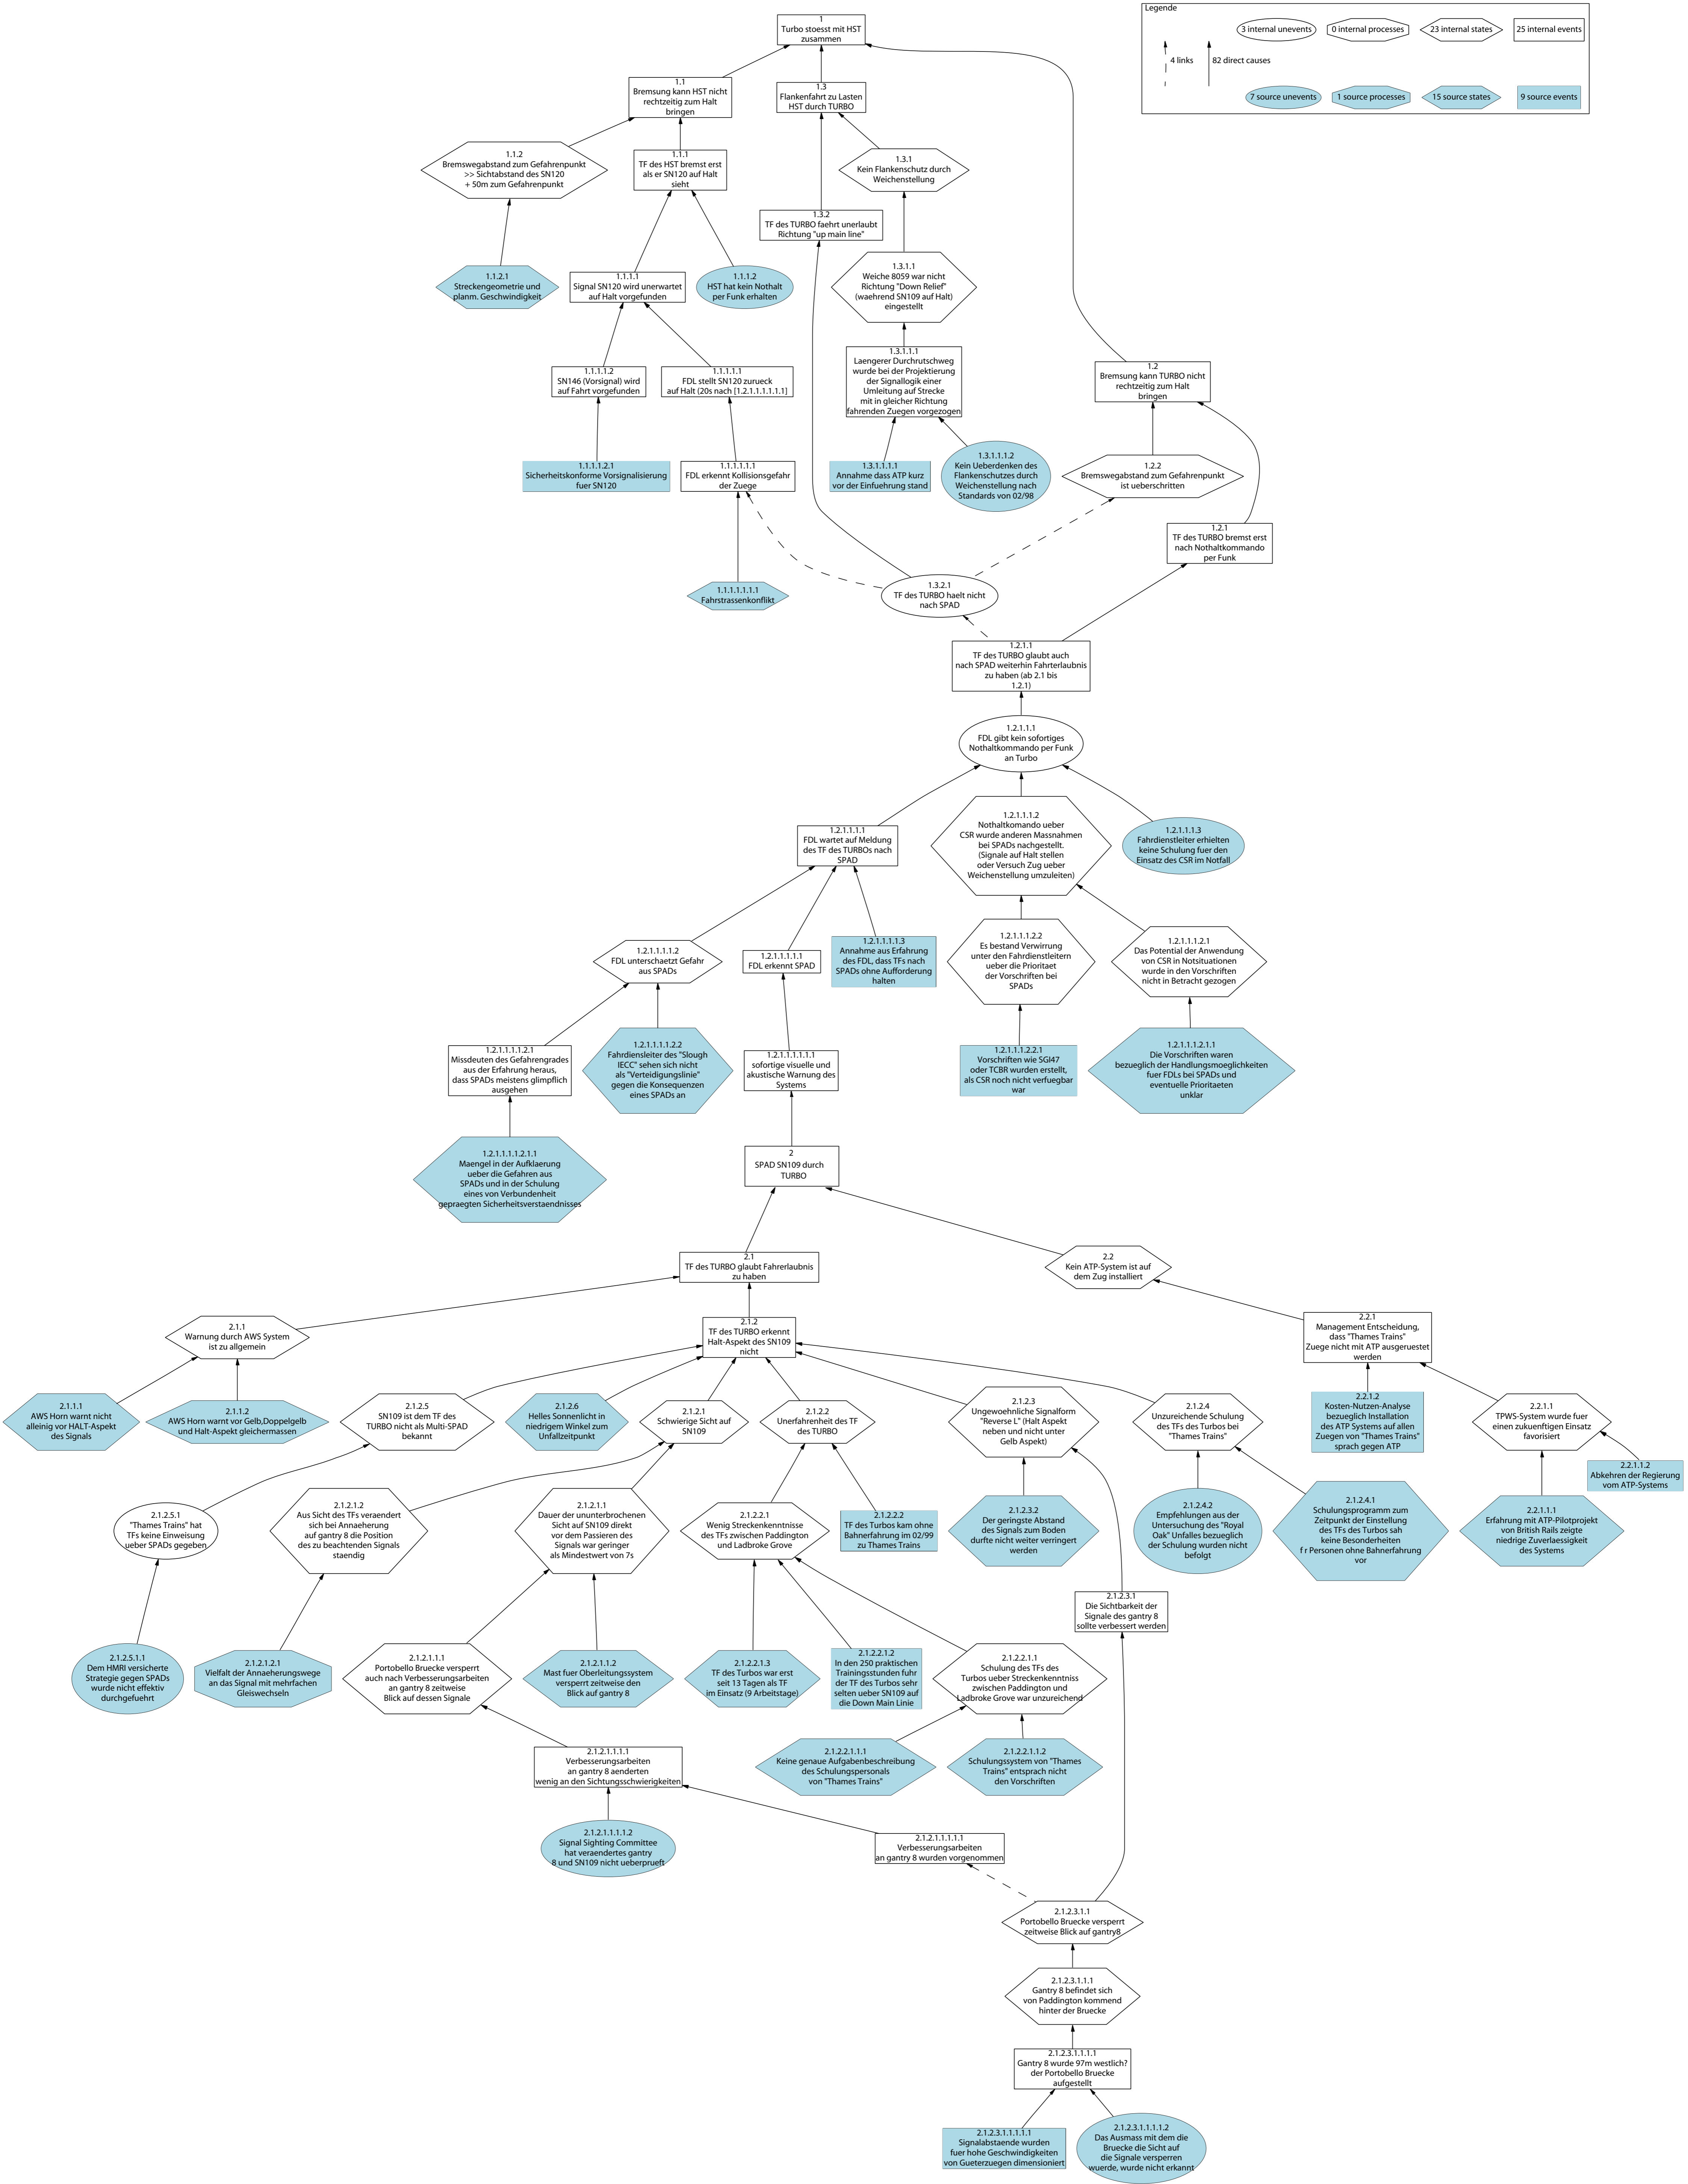 Legende
3 internal unevents
0 internal processes
23 internal states
25 internal events
4 links
82 direct causes
7 source unevents
1 source processes
15 source states
9 source events
1
Turbo stoesst mit HST
zusammen
1.1
Bremsung kann HST nicht
rechtzeitig zum Halt
bringen
1.3
Flankenfahrt zu Lasten
HST durch TURBO
1.1.2
Bremswegabstand zum Gefahrenpunkt
>> Sichtabstand des SN120
+ 50m zum Gefahrenpunkt
1.1.1
TF des HST bremst erst
als er SN120 auf Halt
sieht
1.3.1
Kein Flankenschutz durch
Weichenstellung
1.3.2
TF des TURBO faehrt unerlaubt
Richtung "up main line"
1.1.2.1
Streckengeometrie und
planm. Geschwindigkeit
1.1.1.1
Signal SN120 wird unerwartet
auf Halt vorgefunden
1.1.1.2
HST hat kein Nothalt
per Funk erhalten
1.3.1.1
Weiche 8059 war nicht
Richtung "Down Relief"
(waehrend SN109 auf Halt)
eingestellt
1.1.1.1.2
SN146 (Vorsignal) wird
auf Fahrt vorgefunden
1.1.1.1.1
FDL stellt SN120 zurueck
auf Halt (20s nach [1.2.1.1.1.1.1.1]
1.3.1.1.1
Laengerer Durchrutschweg
wurde bei der Projektierung
der Signallogik einer
Umleitung auf Strecke
mit in gleicher Richtung
fahrenden Zuegen vorgezogen
1.2
Bremsung kann TURBO nicht
rechtzeitig zum Halt
bringen
1.1.1.1.2.1
Sicherheitskonforme Vorsignalisierung
fuer SN120
1.1.1.1.1.1
FDL erkennt Kollisionsgefahr
der Zuege
1.3.1.1.1.1
Annahme dass ATP kurz
vor der Einfuehrung stand
1.3.1.1.1.2
Kein Ueberdenken des
Flankenschutzes durch
Weichenstellung nach
Standards von 02/98
1.2.2
Bremswegabstand zum Gefahrenpunkt
ist ueberschritten
1.2.1
TF des TURBO bremst erst
nach Nothaltkommando
per Funk
1.1.1.1.1.1.1
Fahrstrassenkonflikt
1.3.2.1
TF des TURBO haelt nicht
nach SPAD
1.2.1.1
TF des TURBO glaubt auch
nach SPAD weiterhin Fahrterlaubnis
zu haben (ab 2.1 bis
1.2.1)
1.2.1.1.1
FDL gibt kein sofortiges
Nothaltkommando per Funk
an Turbo
1.2.1.1.1.1
FDL wartet auf Meldung
des TF des TURBOs nach
SPAD
1.2.1.1.1.2
Nothaltkomando ueber
CSR wurde anderen Massnahmen
bei SPADs nachgestellt.
(Signale auf Halt stellen
oder Versuch Zug ueber
Weichenstellung umzuleiten)
1.2.1.1.1.3
Fahrdienstleiter erhielten
keine Schulung fuer den
Einsatz des CSR im Notfall
1.2.1.1.1.1.2
FDL unterschaetzt Gefahr
aus SPADs
1.2.1.1.1.1.1
FDL erkennt SPAD
1.2.1.1.1.1.3
Annahme aus Erfahrung
des FDL, dass TFs nach
SPADs ohne Aufforderung
halten
1.2.1.1.1.2.2
Es bestand Verwirrung
unter den Fahrdienstleitern
ueber die Prioritaet
der Vorschriften bei
SPADs
1.2.1.1.1.2.1
Das Potential der Anwendung
von CSR in Notsituationen
wurde in den Vorschriften
nicht in Betracht gezogen
1.2.1.1.1.1.2.1
Missdeuten des Gefahrengrades
aus der Erfahrung heraus,
dass SPADs meistens glimpflich
ausgehen
1.2.1.1.1.1.2.2
Fahrdiensleiter des "Slough
IECC" sehen sich nicht
als "Verteidigungslinie"
gegen die Konsequenzen
eines SPADs an
1.2.1.1.1.1.1.1
sofortige visuelle und
akustische Warnung des
Systems
1.2.1.1.1.2.2.1
Vorschriften wie SGI47
oder TCBR wurden erstellt,
als CSR noch nicht verfuegbar
war
1.2.1.1.1.2.1.1
Die Vorschriften waren
bezueglich der Handlungsmoeglichkeiten
fuer FDLs bei SPADs und
eventuelle Prioritaeten
unklar
1.2.1.1.1.1.2.1.1
Maengel in der Aufklaerung
ueber die Gefahren aus
SPADs und in der Schulung
eines von Verbundenheit
gepraegten Sicherheitsverstaendnisses
2
SPAD SN109 durch
TURBO
2.1
TF des TURBO glaubt Fahrerlaubnis
zu haben
2.2
Kein ATP-System ist auf
dem Zug installiert
2.1.1
Warnung durch AWS System
ist zu allgemein
2.1.2
TF des TURBO erkennt
Halt-Aspekt des SN109
nicht
2.2.1
Management Entscheidung,
dass "Thames Trains"
Zuege nicht mit ATP ausgeruestet
werden
2.1.1.1
AWS Horn warnt nicht
alleinig vor HALT-Aspekt
des Signals
2.1.1.2
AWS Horn warnt vor Gelb,Doppelgelb
und Halt-Aspekt gleichermassen
2.1.2.5
SN109 ist dem TF des
TURBO nicht als Multi-SPAD
bekannt
2.1.2.6
Helles Sonnenlicht in
niedrigem Winkel zum
Unfallzeitpunkt
2.1.2.1
Schwierige Sicht auf
SN109
2.1.2.2
Unerfahrenheit des TF
des TURBO
2.1.2.3
Ungewoehnliche Signalform
"Reverse L" (Halt Aspekt
neben und nicht unter
Gelb Aspekt)
2.1.2.4
Unzureichende Schulung
des TFs des Turbos bei
"Thames Trains"
2.2.1.2
Kosten-Nutzen-Analyse
bezueglich Installation
des ATP Systems auf allen
Zuegen von "Thames Trains"
sprach gegen ATP
2.2.1.1
TPWS-System wurde fuer
einen zukuenftigen Einsatz
favorisiert
2.2.1.1.2
Abkehren der Regierung
vom ATP-Systems
2.1.2.5.1
"Thames Trains" hat
TFs keine Einweisung
ueber SPADs gegeben
2.1.2.1.2
Aus Sicht des TFs veraendert
sich bei Annaeherung
auf gantry 8 die Position
des zu beachtenden Signals
staendig
2.1.2.1.1
Dauer der ununterbrochenen
Sicht auf SN109 direkt
vor dem Passieren des
Signals war geringer
als Mindestwert von 7s
2.1.2.2.1
Wenig Streckenkenntnisse
des TFs zwischen Paddington
und Ladbroke Grove
2.1.2.2.2
TF des Turbos kam ohne
Bahnerfahrung im 02/99
zu Thames Trains
2.1.2.3.2
Der geringste Abstand
des Signals zum Boden
durfte nicht weiter verringert
werden
2.1.2.4.2
Empfehlungen aus der
Untersuchung des "Royal
Oak" Unfalles bezueglich
der Schulung wurden nicht
befolgt
2.1.2.4.1
Schulungsprogramm zum
Zeitpunkt der Einstellung
des TFs des Turbos sah
keine Besonderheiten
f r Personen ohne Bahnerfahrung
vor
2.2.1.1.1
Erfahrung mit ATP-Pilotprojekt
von British Rails zeigte
niedrige Zuverlaessigkeit
des Systems
2.1.2.3.1
Die Sichtbarkeit der
Signale des gantry 8
sollte verbessert werden
2.1.2.5.1.1
Dem HMRI versicherte
Strategie gegen SPADs
wurde nicht effektiv
durchgefuehrt
2.1.2.1.2.1
Vielfalt der Annaeherungswege
an das Signal mit mehrfachen
Gleiswechseln
2.1.2.1.1.1
Portobello Bruecke versperrt
auch nach Verbesserungsarbeiten
an gantry 8 zeitweise
Blick auf dessen Signale
2.1.2.1.1.2
Mast fuer Oberleitungssystem
versperrt zeitweise den
Blick auf gantry 8
2.1.2.2.1.3
TF des Turbos war erst
seit 13 Tagen als TF
im Einsatz (9 Arbeitstage)
2.1.2.2.1.2
In den 250 praktischen
Trainingsstunden fuhr
der TF des Turbos sehr
selten ueber SN109 auf
die Down Main Linie
2.1.2.2.1.1
Schulung des TFs des
Turbos ueber Streckenkenntniss
zwischen Paddington und
Ladbroke Grove war unzureichend
2.1.2.1.1.1.1
Verbesserungsarbeiten
an gantry 8 aenderten
wenig an den Sichtungsschwierigkeiten
2.1.2.2.1.1.1
Keine genaue Aufgabenbeschreibung
des Schulungspersonals
von "Thames Trains"
2.1.2.2.1.1.2
Schulungssystem von "Thames
Trains" entsprach nicht
den Vorschriften
2.1.2.1.1.1.1.2
Signal Sighting Committee
hat veraendertes gantry
8 und SN109 nicht ueberprueft
2.1.2.1.1.1.1.1
Verbesserungsarbeiten
an gantry 8 wurden vorgenommen
2.1.2.3.1.1
Portobello Bruecke versperrt
zeitweise Blick auf gantry8
2.1.2.3.1.1.1
Gantry 8 befindet sich
von Paddington kommend
hinter der Bruecke
2.1.2.3.1.1.1.1
Gantry 8 wurde 97m westlich?
der Portobello Bruecke
aufgestellt
2.1.2.3.1.1.1.1.1
Signalabstaende wurden
fuer hohe Geschwindigkeiten
von Gueterzuegen dimensioniert
2.1.2.3.1.1.1.1.2
Das Ausmass mit dem die
Bruecke die Sicht auf
die Signale versperren
wuerde, wurde nicht erkannt